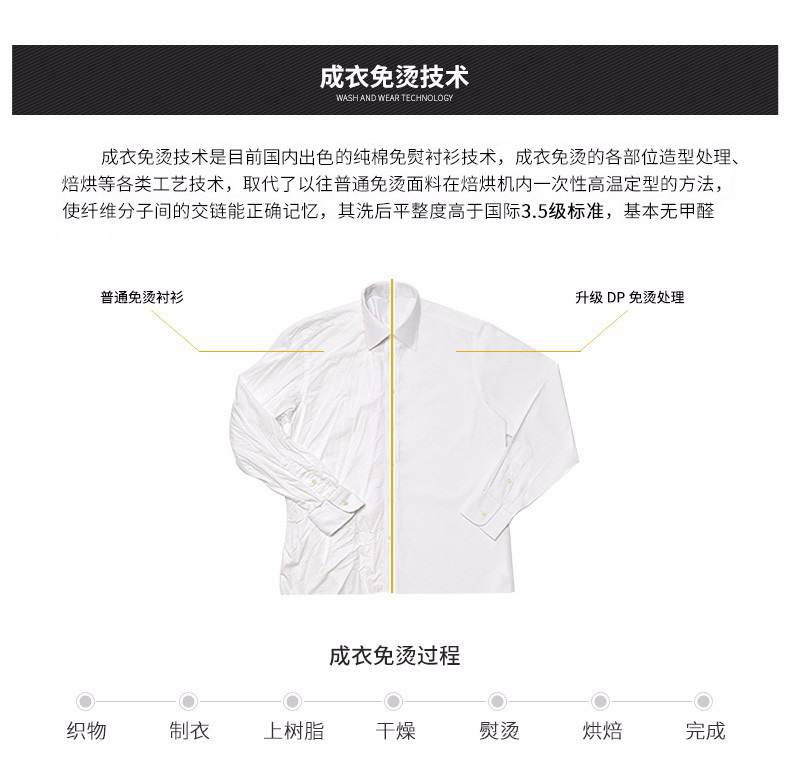 成衣免烫技术
WASH AND WEAR TECHNOLOGY
成衣免烫技术是目前国内出色的纯棉免熨衬衫技术，成衣免烫的各部位造型处理、
焙烘等各类工艺技术，取代了以往普通免烫面料在焙烘机内一次性高温定型的方法，
使纤维分子间的交链能正确记忆，其洗后平整度高于国际3.5级标准，基本无甲醛
普通免烫衬衫
升级 DP 免烫处理
成衣免烫过程
织物 制衣 上树脂 干燥 熨烫 烘焙 完成